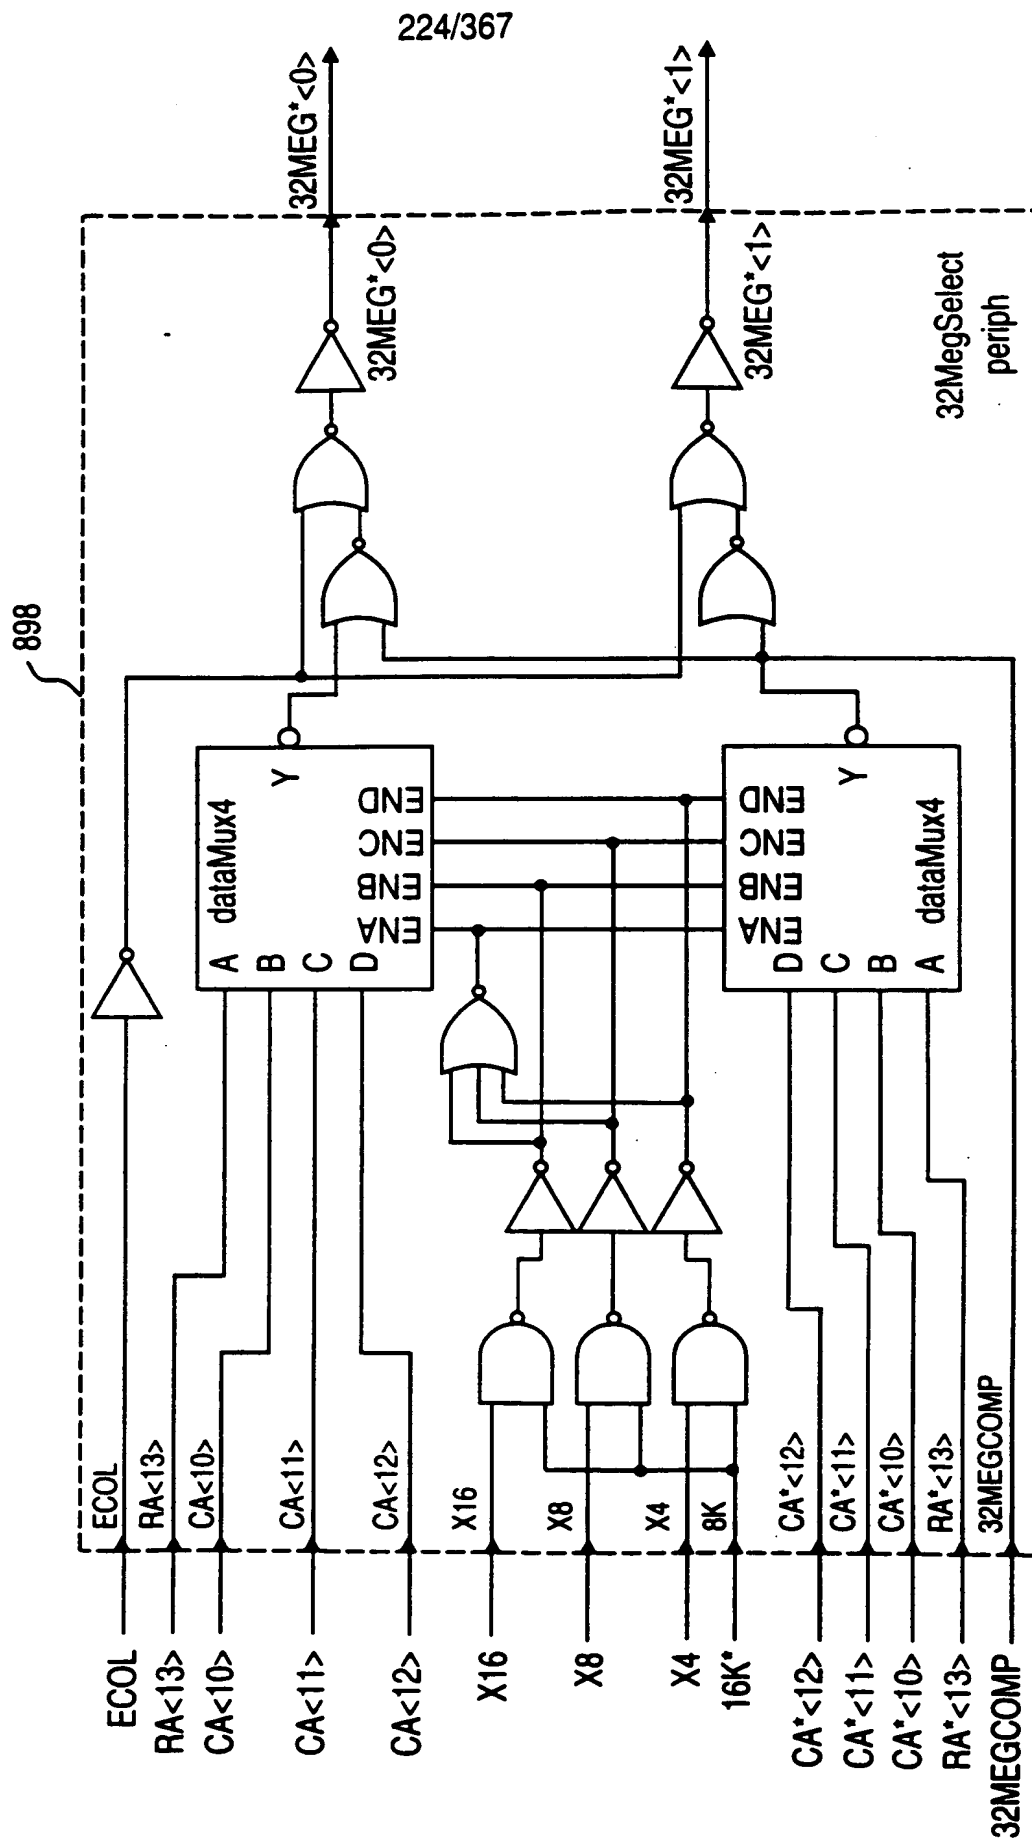 224/367
898
ECOL
RA<13>
CA<10>
CA<11>
CA<12>
X16
X8
X4
16K*
CA*<12>
CA*<11>
CA*<10>
RA*<13>
32MEGCOMP
ECOL
RA<13>
CA<10>
CA<11>
CA<12>
X16
X8
X4
8K
CA*<12>
CA*<11>
CA*<10>
RA*<13>
32MEGCOMP
dataMux4
A
B
C
D
Y
ENA
ENB
ENC
END
dataMux4
D
C
B
A
Y
ENA
ENB
ENC
END
32MEG*<0>
32MEG*<0>
32MEG*<1>
32MEG*<1>
32MegSelect
periph